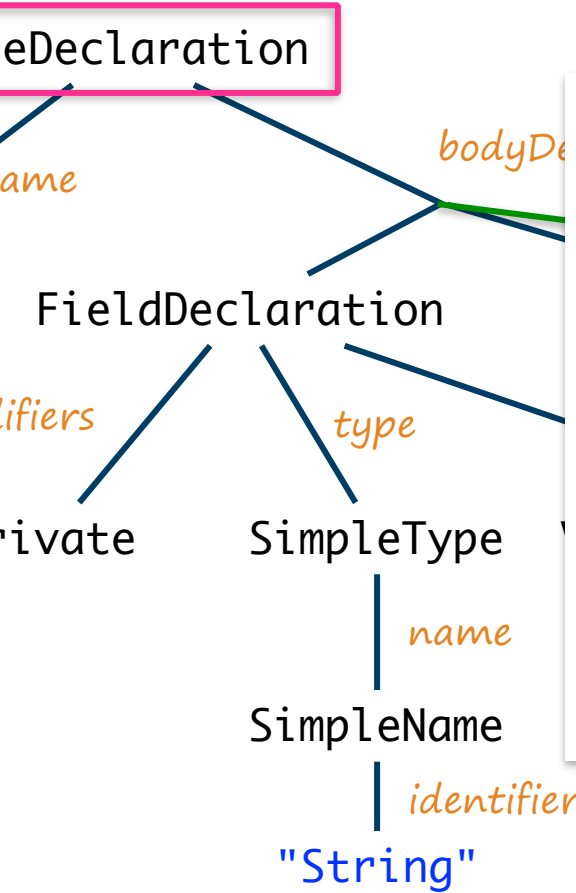 eDeclaration
bodyDe
ame
FieldDeclaration
ifiers
type
rivate
SimpleType
name
SimpleName
identifier
"String"